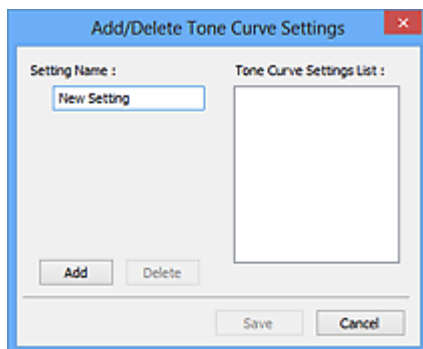 Add/Delete Tone Curve Settings
Setting Name :
Tone Curve Settings List :
New Setting
Add
Delete
Save
Cancel